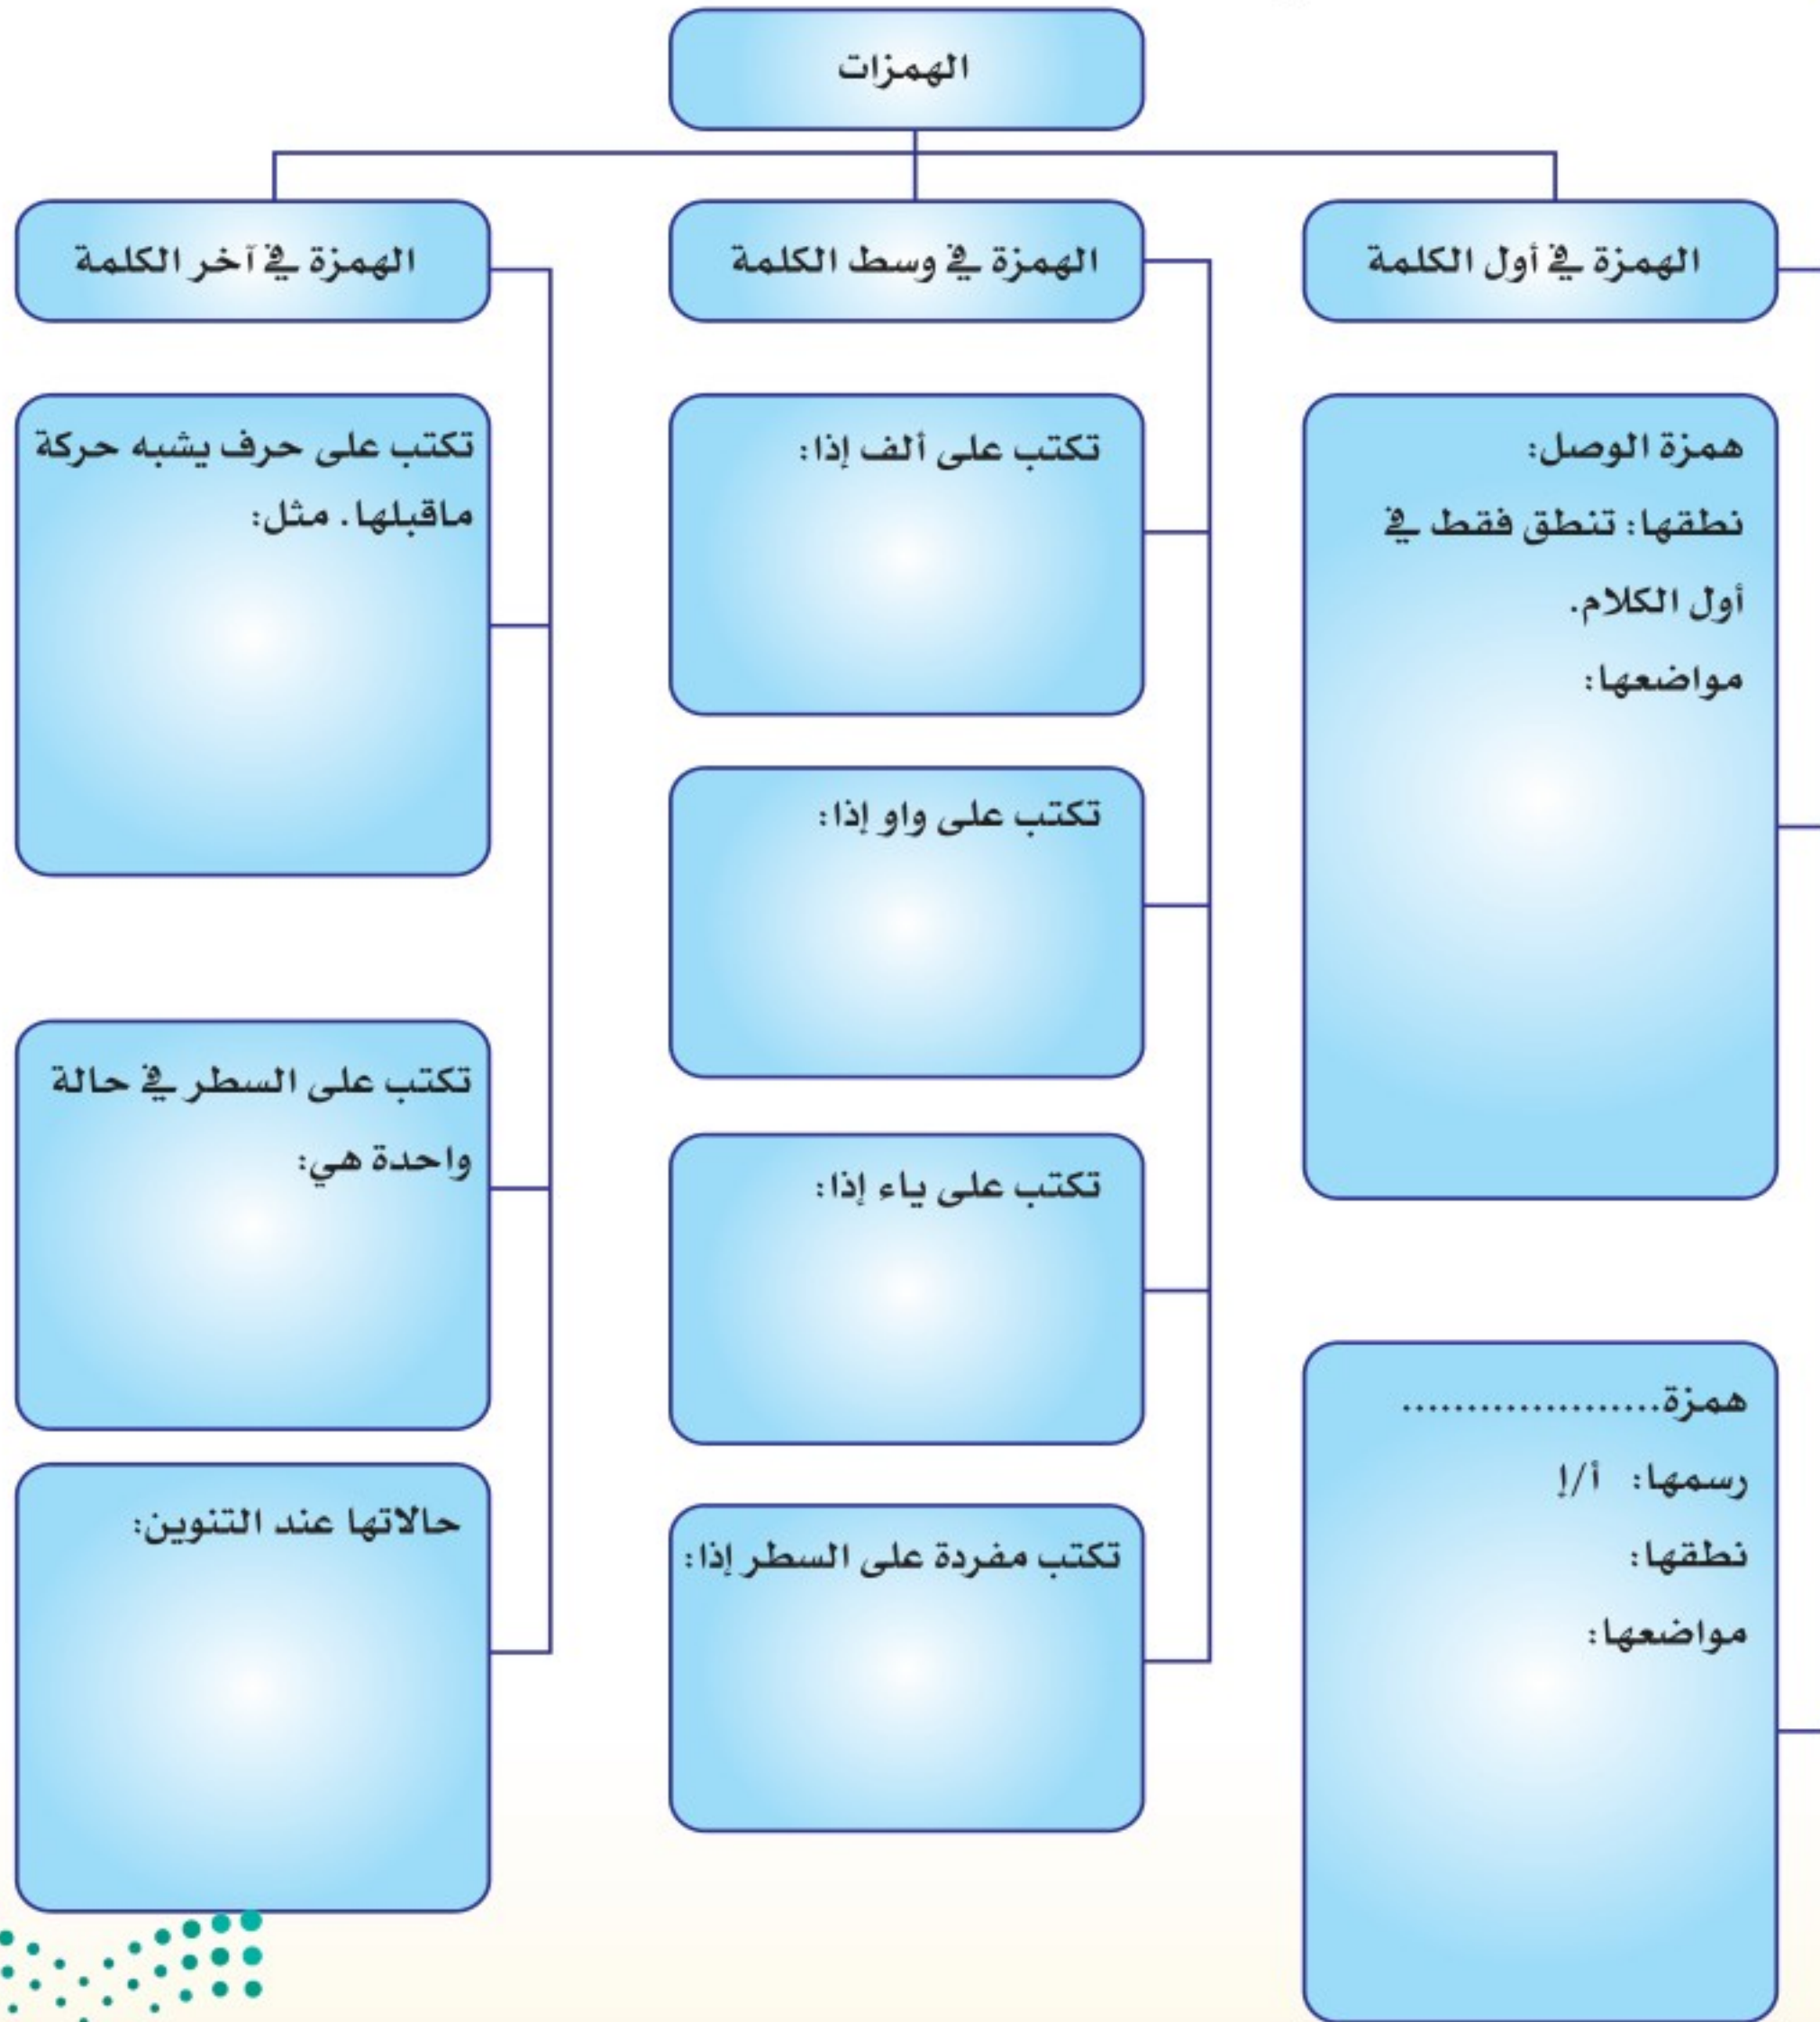 الهمزات
الهمزة في أول الكلمة
همزة الوصل:
نطقها: تنطق فقط في
أول الكلام.
مواضعها:
همزة....................
رسمها: أ/إ
نطقها:
مواضعها:
الهمزة في وسط الكلمة
تكتب على ألف إذا:
تكتب على واو إذا:
تكتب على ياء إذا:
تكتب مفردة على السطر إذا:
الهمزة في آخر الكلمة
تكتب على حرف يشبه حركة
ماقبلها. مثل:
تكتب على السطر في حالة
واحدة هي:
حالاتها عند التنوين: